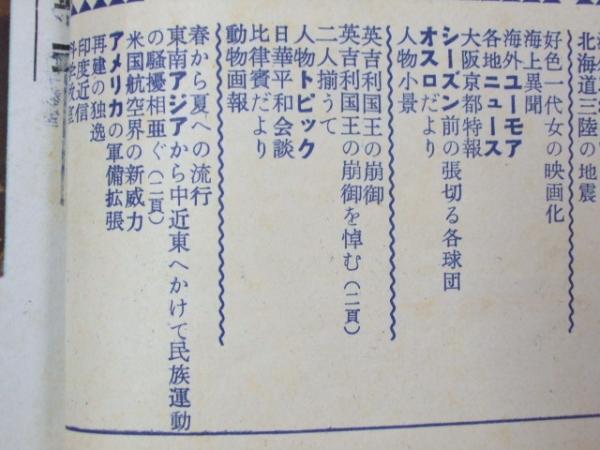 北海道三陸の地震
好色一代女の映画化
海上異聞
海外ユーモア
各地ニュース
大阪京都特報
シーズン前の張切る各球団
オスロだより
人物小景
英吉利国王の崩御
英吉利国王の崩御を悼む（二頁）
二人揃うて
人物トピック
日華平和会談
比律賓だより
動物画報
春から夏への流行
東南アジアから中近東へかけて民族運動
の騒擾相亜ぐ（二頁）
米国航空界の新威力
アメリカの軍備拡張
再建の独逸
印度近信